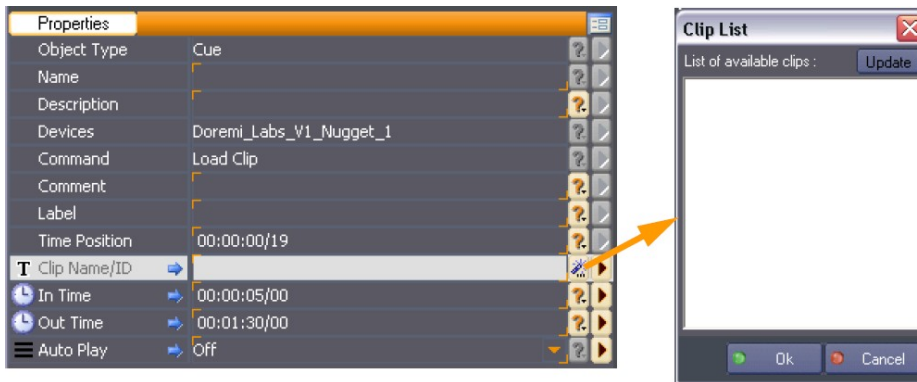 Properties
Object Type Cue
Name
Description
Devices Doremi_Labs_V1_Nugget_1
Command Load Clip
Comment
Label
Time Position 00:00:00/19
T Clip Name/ID
In Time 00:00:05/00
Out Time 00:01:30/00
Auto Play Off
Clip List
List of available clips : Update
Ok Cancel